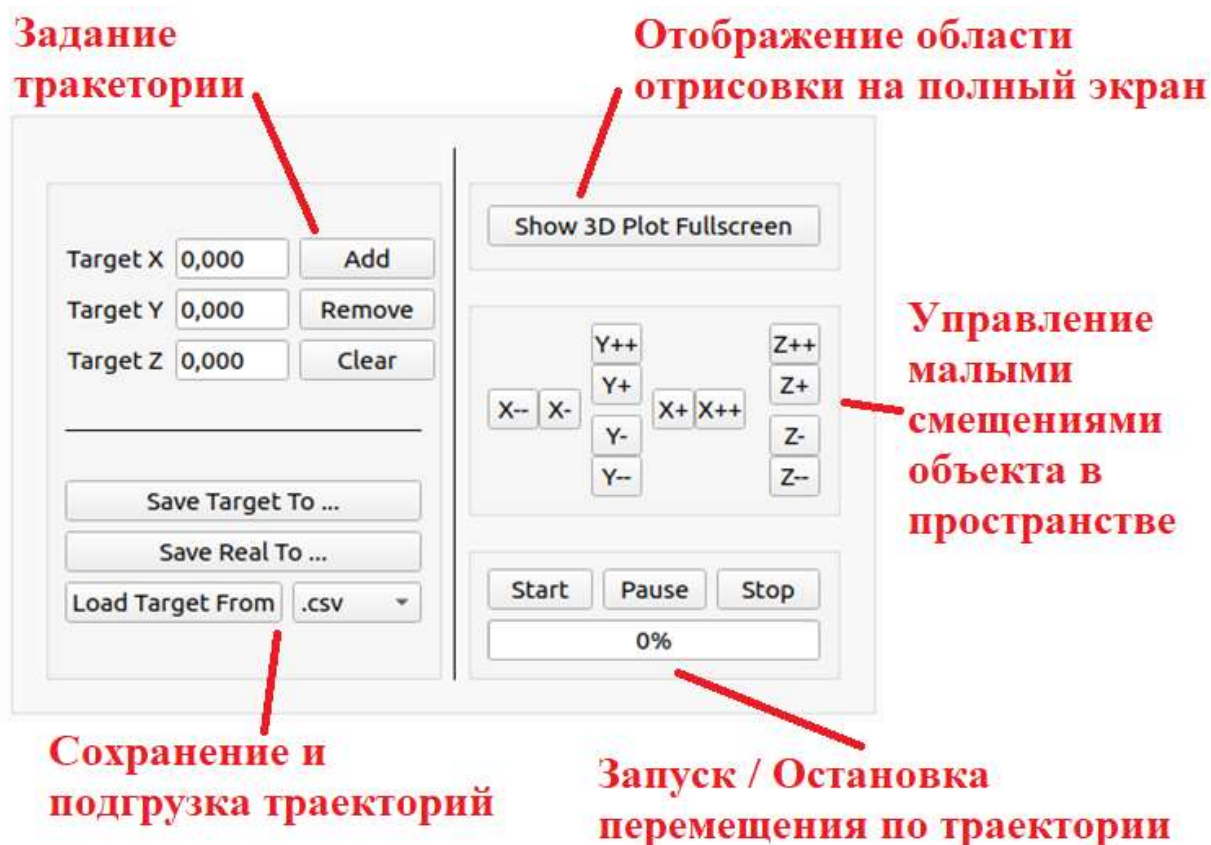 Задание
тракетории
Отображение области
отрисовки на полный экран
Target X 0,000 Add
Target Y 0,000 Remove
Target Z 0,000 Clear
Save Target To ...
Save Real To ...
Load Target From .csv
Show 3D Plot Fullscreen
Y++ Z++
Y+ Z+
X-- X- X+ X++
Y- Z-
Y-- Z--
Start Pause Stop
0%
Управление
малыми
смещениями
объекта в
пространстве
Сохранение и
подгрузка траекторий
Запуск / Остановка
перемещения по траектории